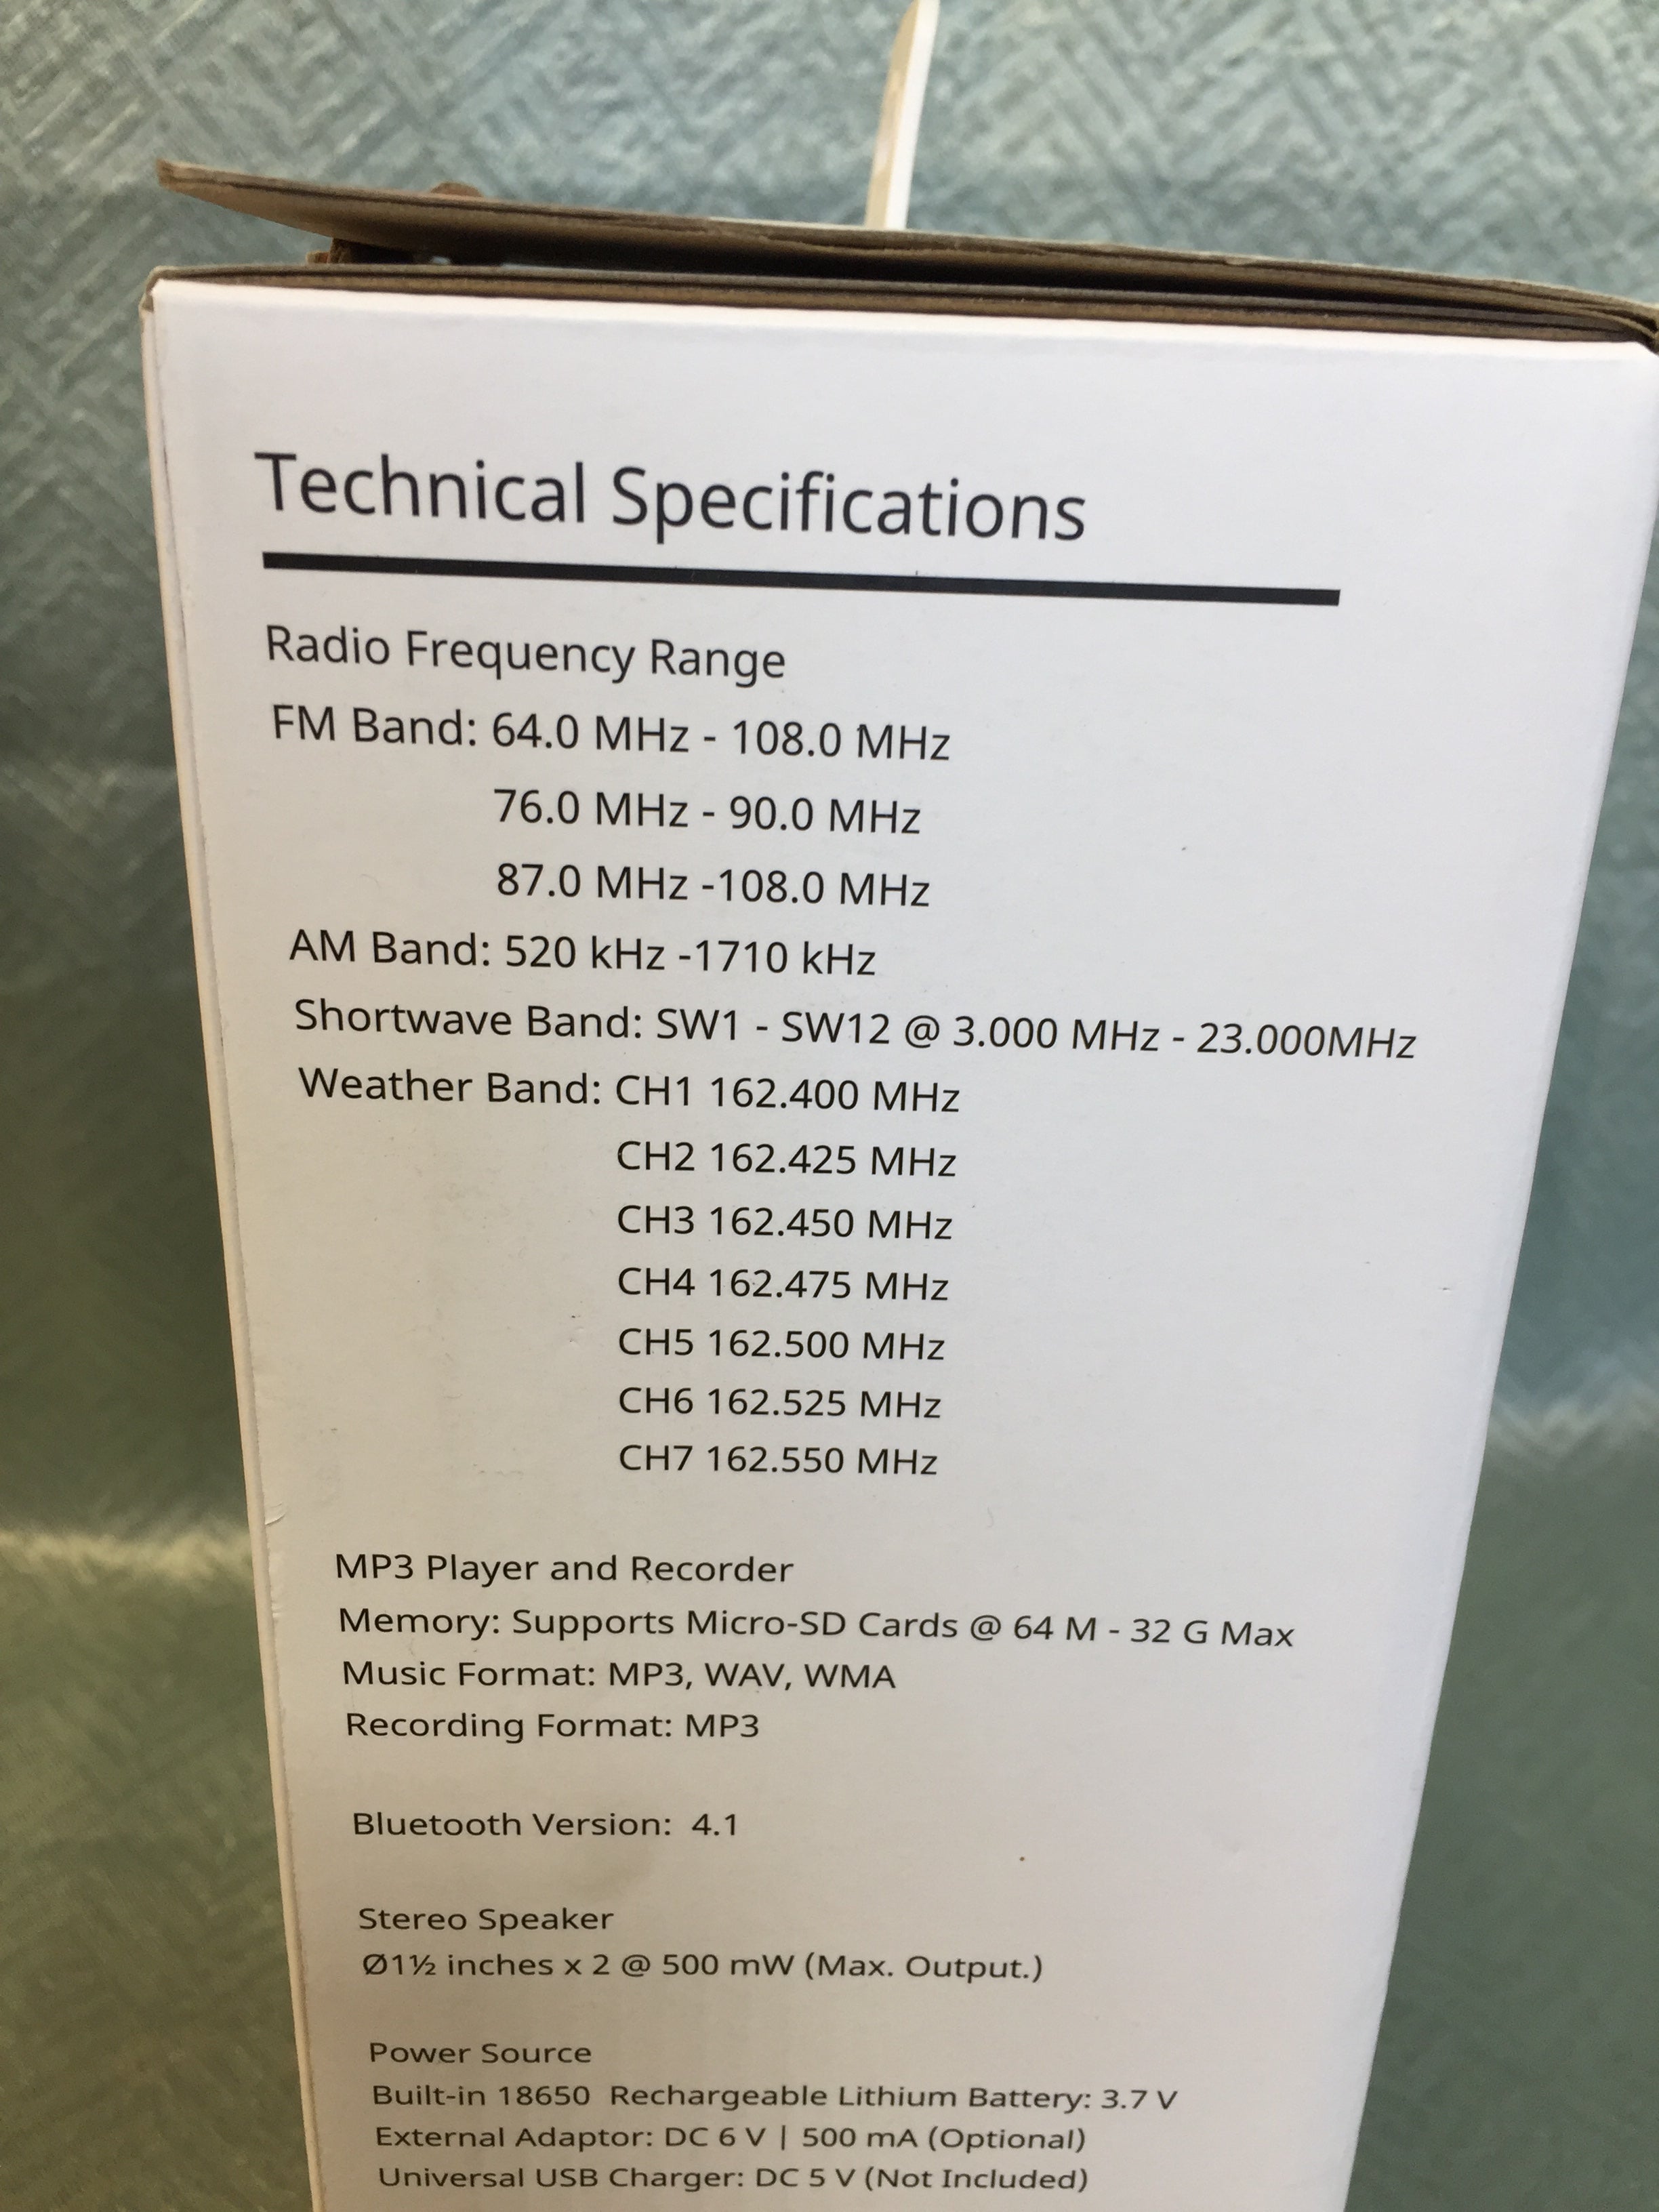 Technical Specifications
Radio Frequency Range
FM Band: 64.0 MHz - 108.0 MHz
76.0 MHz - 90.0 MHz
87.0 MHz -108.0 MHz
AM Band: 520 kHz -1710 kHz
Shortwave Band: SW1 - SW12 @ 3.000 MHz - 23.000MHz
Weather Band: CH1 162.400 MHz
CH2 162.425 MHz
CH3 162.450 MHz
CH4 162.475 MHz
CH5 162.500 MHz
CH6 162.525 MHz
CH7 162.550 MHz
MP3 Player and Recorder
Memory: Supports Micro-SD Cards @ 64 M - 32 G Max
Music Format: MP3, WAV, WMA
Recording Format: MP3
Bluetooth Version: 4.1
Stereo Speaker
Ø1½ inches x 2 @ 500 mW (Max. Output.)
Power Source
Built-in 18650 Rechargeable Lithium Battery: 3.7 V
External Adaptor: DC 6 V | 500 mA (Optional)
Universal USB Charger: DC 5 V (Not Included)